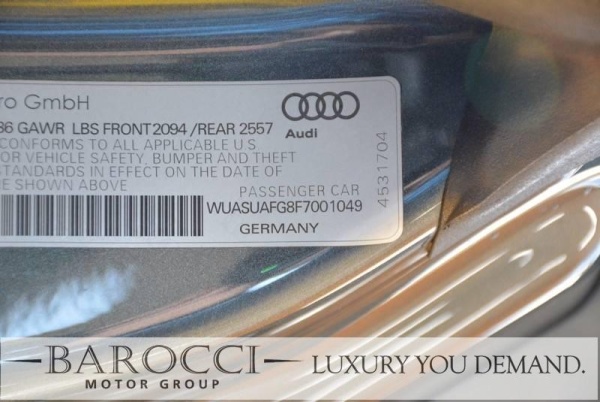 ro GmbH
86 GAWR LBS FRONT 2094 /REAR 2557
Audi
CONFORMS TO ALL APPLICABLE U S
OR VEHICLE SAFETY, BUMPER AND THEFT
STANDARDS IN EFFECT ON THE DATE OF
E SHOWN ABOVE
PASSENGER CAR
4531704
WUASUAFG8F7001049
GERMANY
BAROCCI
MOTOR GROUP
LUXURY YOU DEMAND.